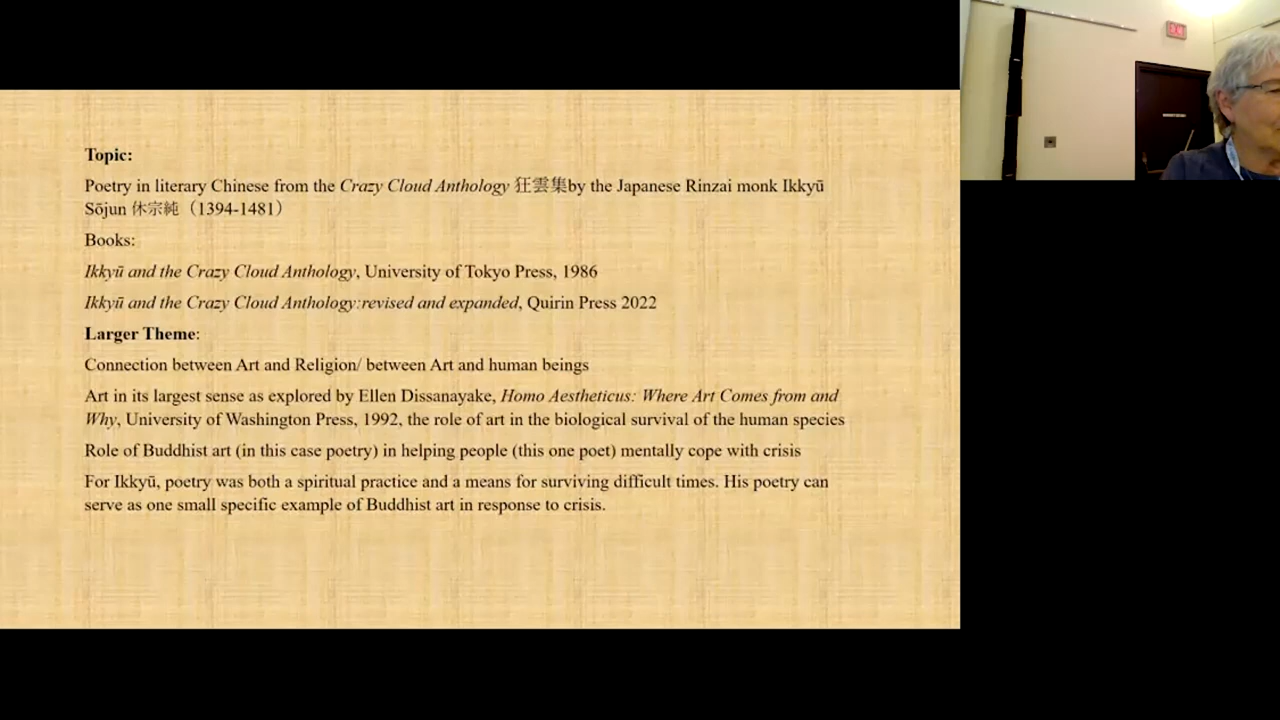 Topic:
Poetry in literary Chinese from the Crazy Cloud Anthology 狂雲集by the Japanese Rinzai monk Ikkyū
Sōjun 休宗純（1394-1481）
Books:
Ikkyū and the Crazy Cloud Anthology, University of Tokyo Press, 1986
Ikkyū and the Crazy Cloud Anthology:revised and expanded, Quirin Press 2022
Larger Theme:
Connection between Art and Religion/ between Art and human beings
Art in its largest sense as explored by Ellen Dissanayake, Homo Aestheticus: Where Art Comes from and
Why, University of Washington Press, 1992, the role of art in the biological survival of the human species
Role of Buddhist art (in this case poetry) in helping people (this one poet) mentally cope with crisis
For Ikkyū, poetry was both a spiritual practice and a means for surviving difficult times. His poetry can
serve as one small specific example of Buddhist art in response to crisis.
EXIT